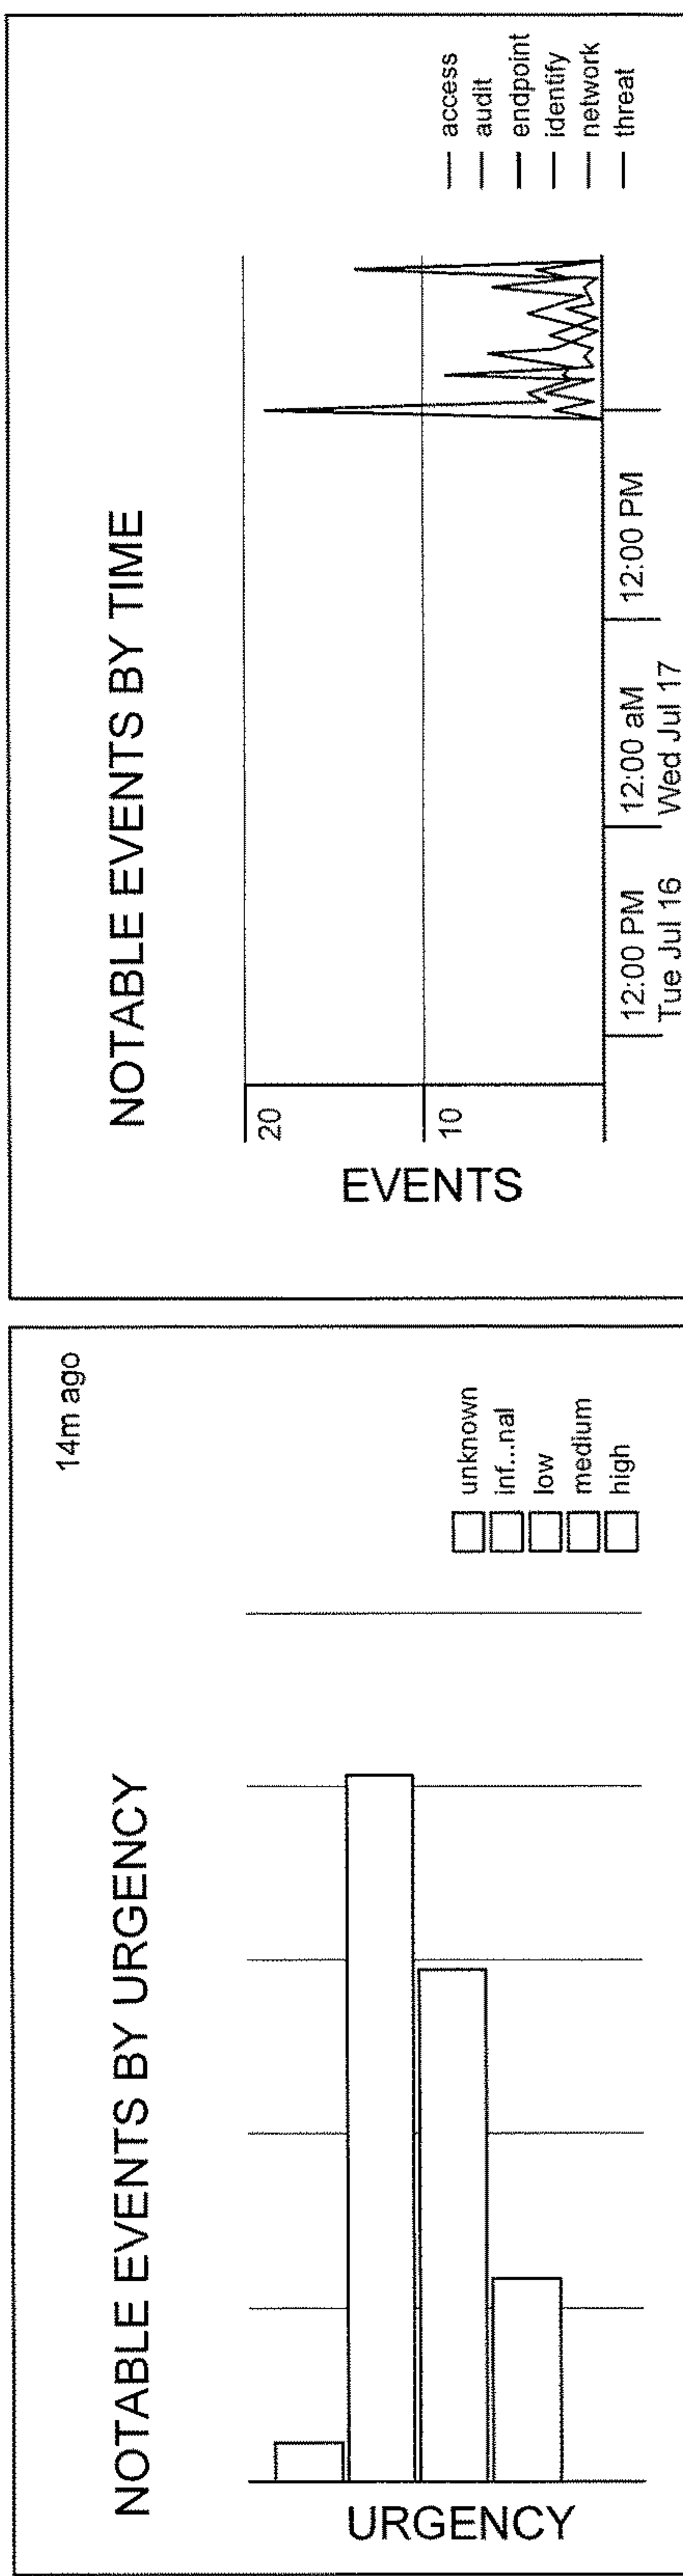 NOTABLE EVENTS BY URGENCY
14m ago
URGENCY
unknown
inf...nal
low
medium
high
NOTABLE EVENTS BY TIME
EVENTS
20
10
12:00 PM
Tue Jul 16
12:00 aM
Wed Jul 17
12:00 PM
access
audit
endpoint
identify
network
threat